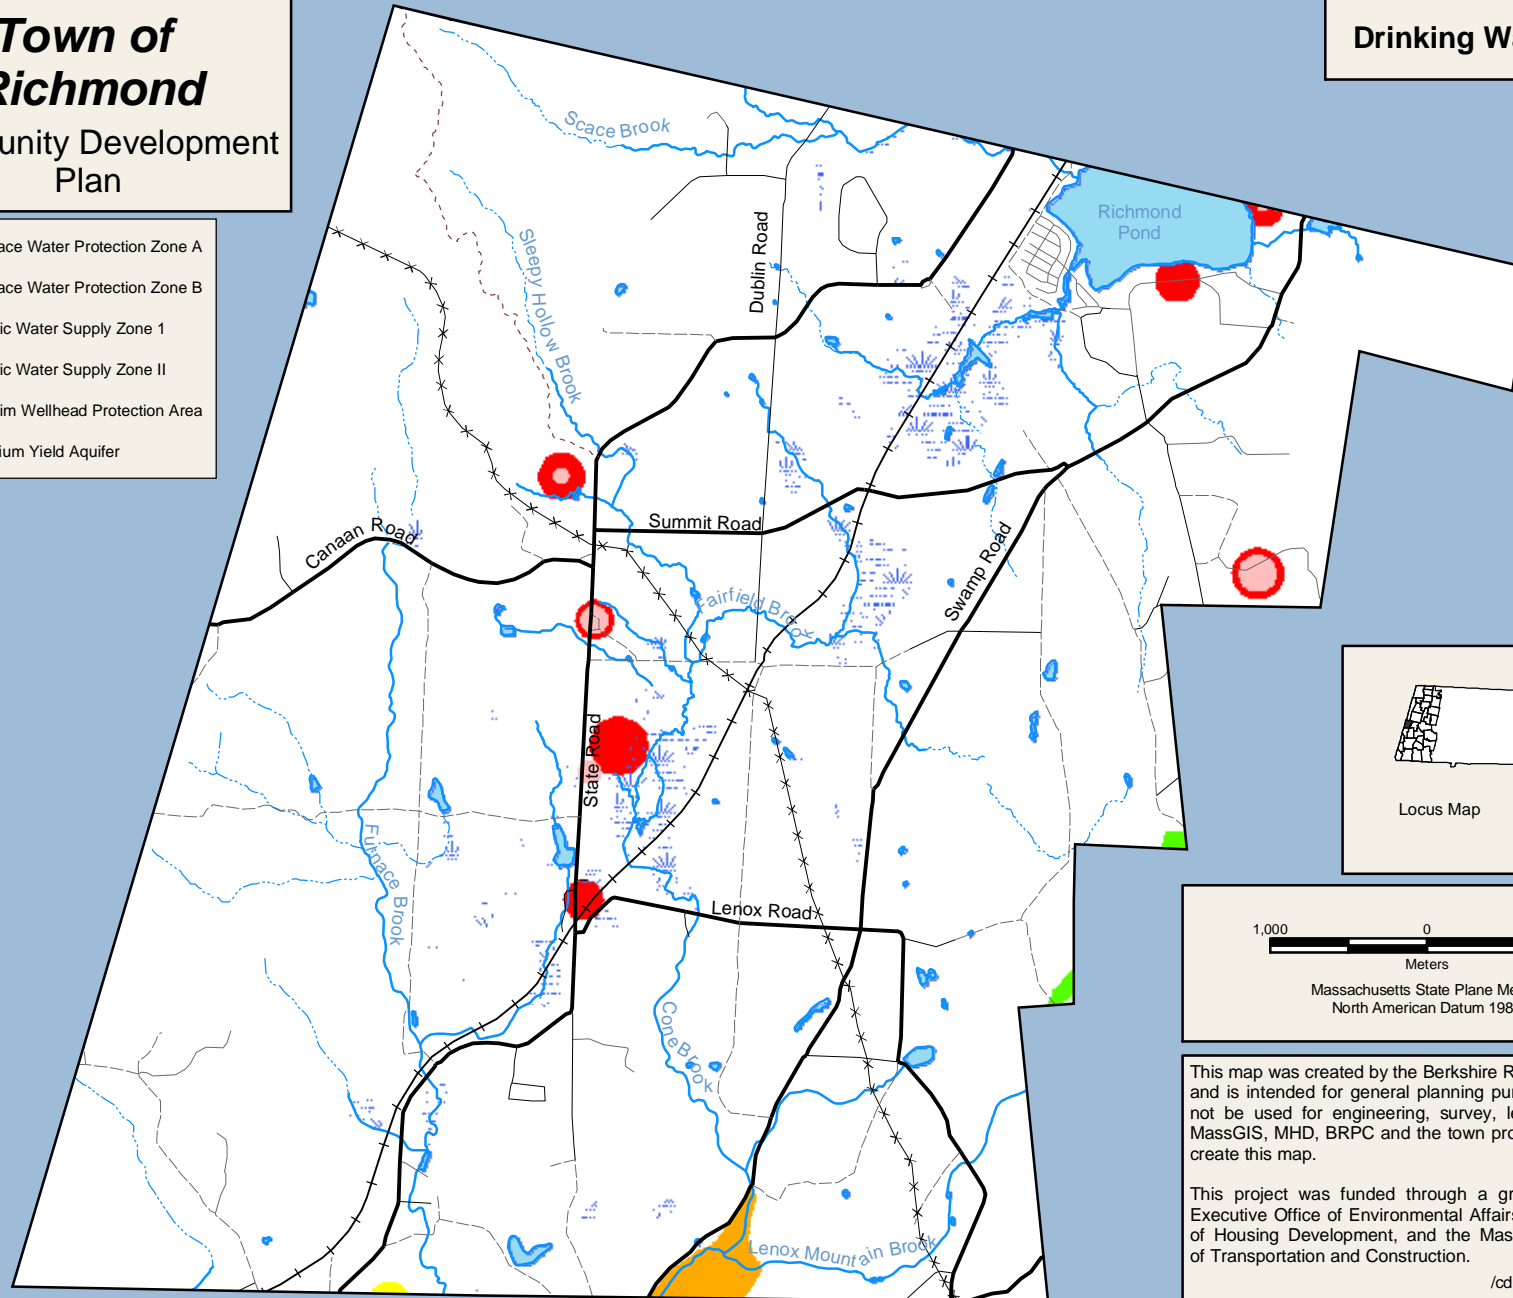 Town of
Richmond
unity Development
Plan
ace Water Protection Zone A
ace Water Protection Zone B
ic Water Supply Zone 1
ic Water Supply Zone II
im Wellhead Protection Area
ium Yield Aquifer
Drinking W
Scace Brook
Richmond
Pond
Dublin Road
Sleepy Hollow Brook
Summit Road
Canaan Road
Swamp Road
Fairfield Brook
State Road
Furnace Brook
Lenox Road
Cone Brook
Lenox Mountain Brook
Locus Map
1,000 0
Meters
Massachusetts State Plane Me
North American Datum 198
This map was created by the Berkshire R
and is intended for general planning pur
not be used for engineering, survey, le
MassGIS, MHD, BRPC and the town pro
create this map.
This project was funded through a gr
Executive Office of Environmental Affairs
of Housing Development, and the Mas
of Transportation and Construction.
/cd